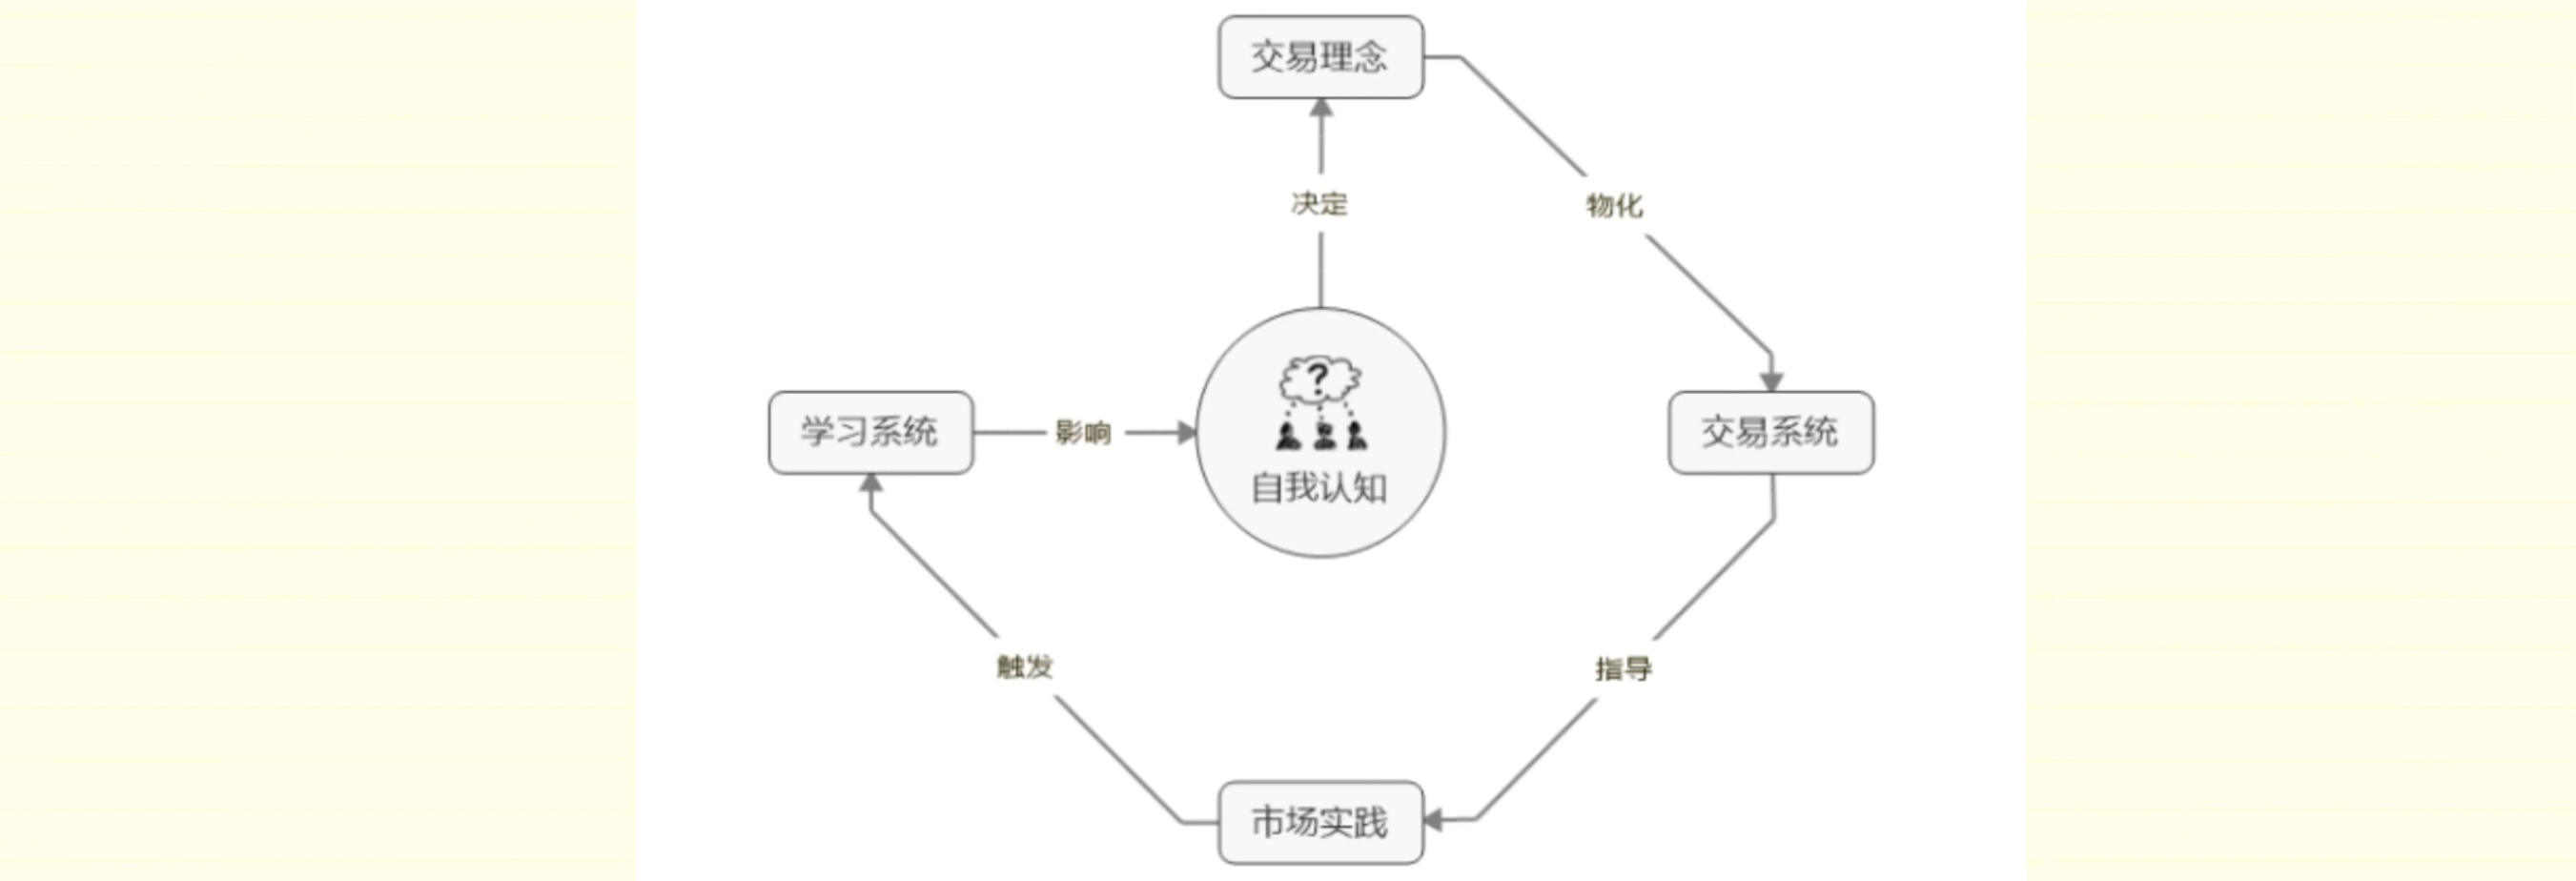 交易理念
决定
物化
?
学习系统
影响
自我认知
交易系统
触发
指导
市场实践